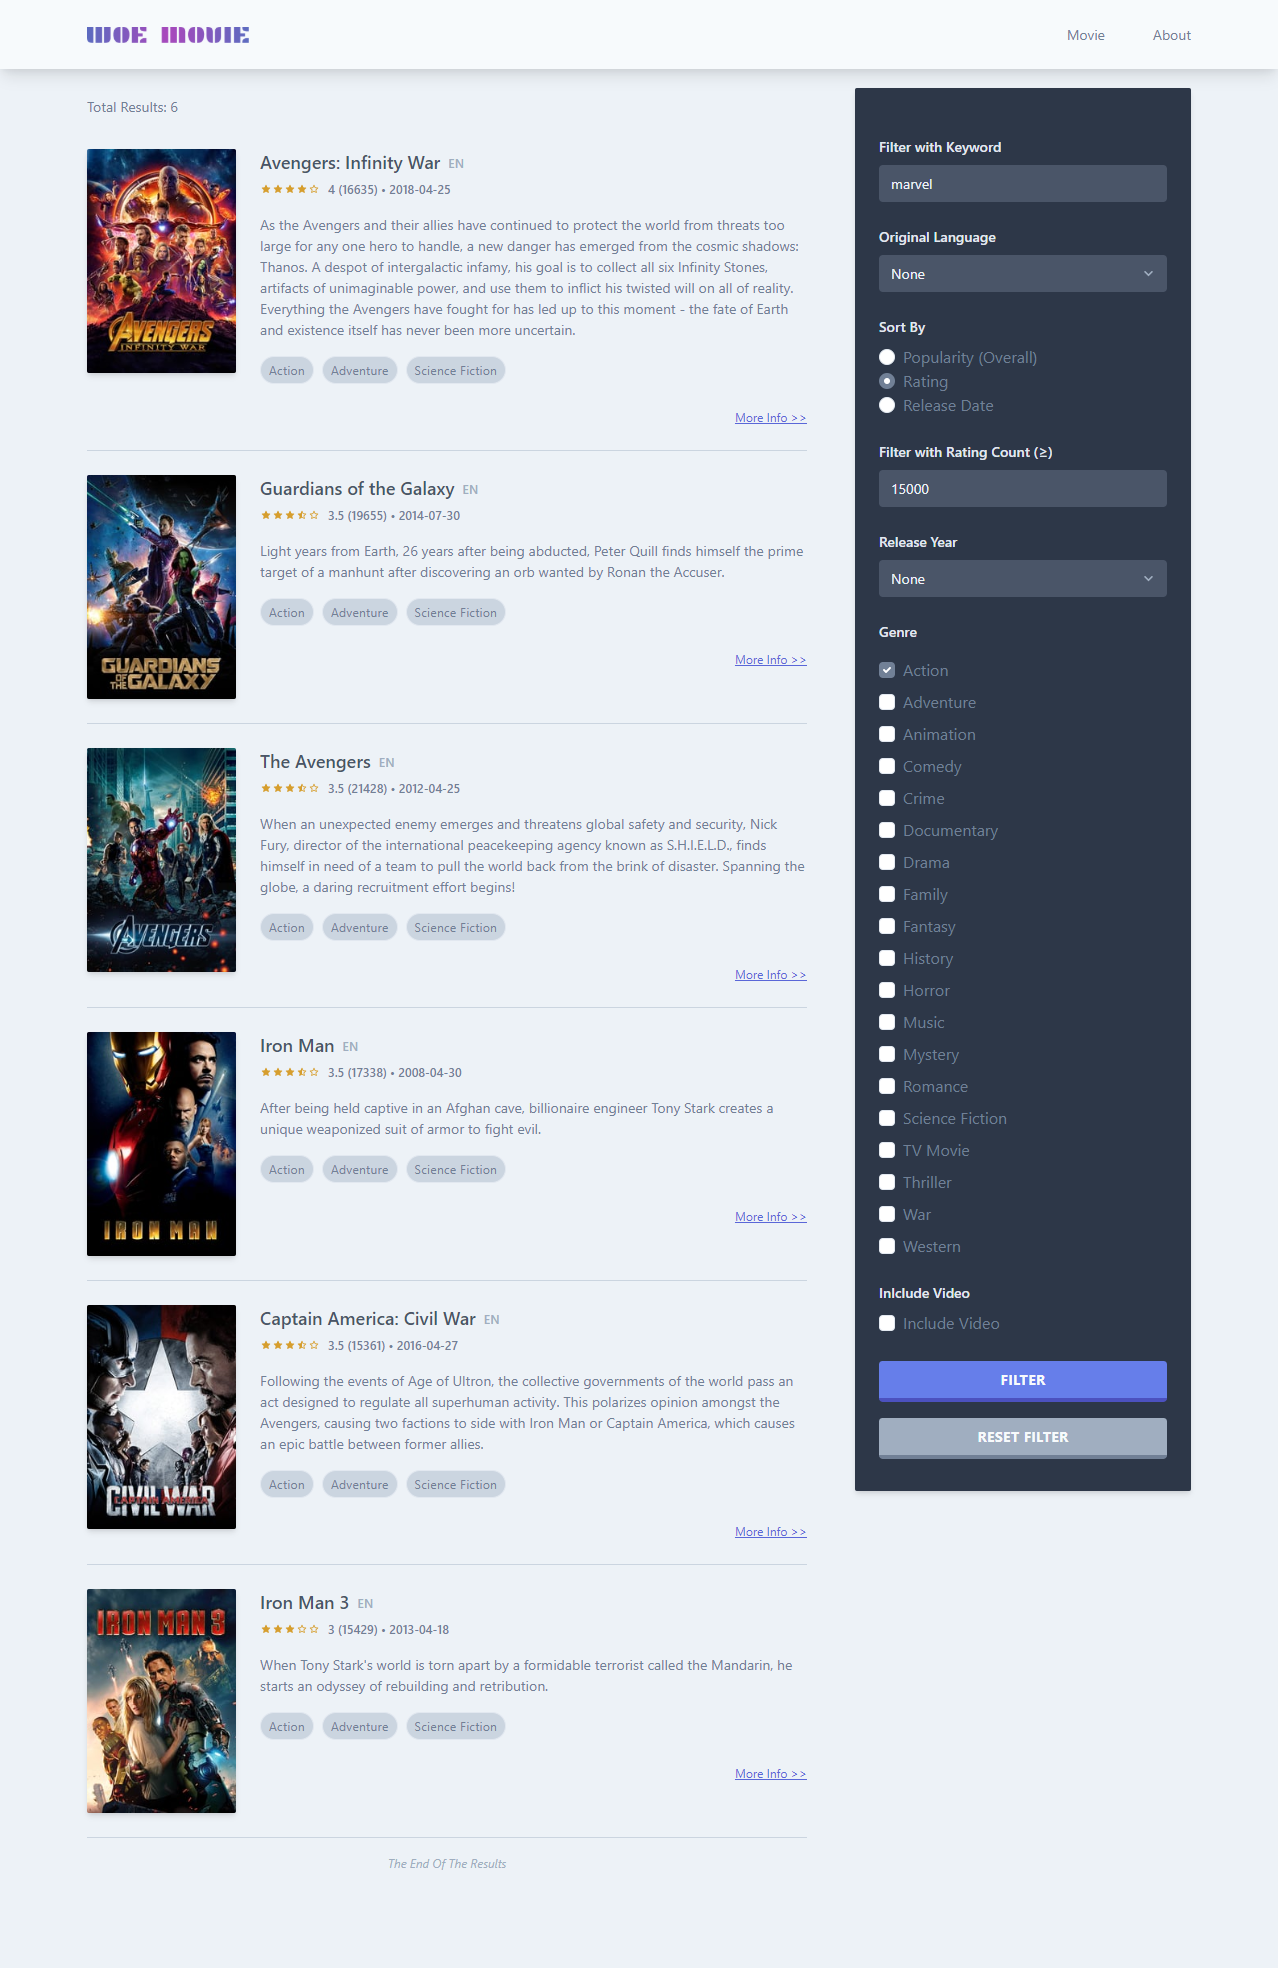 WOE MOVIE
Movie
About
Total Results: 6
AVENGERS
INFINITY WAR
Avengers: Infinity War EN
4 (16635) • 2018-04-25
As the Avengers and their allies have continued to protect the world from threats too
large for any one hero to handle, a new danger has emerged from the cosmic shadows:
Thanos. A despot of intergalactic infamy, his goal is to collect all six Infinity Stones,
artifacts of unimaginable power, and use them to inflict his twisted will on all of reality.
Everything the Avengers have fought for has led up to this moment - the fate of Earth
and existence itself has never been more uncertain.
Action Adventure Science Fiction
More Info >>
GUARDIANS
OF THE GALAXY
Guardians of the Galaxy EN
3.5 (19655) • 2014-07-30
Light years from Earth, 26 years after being abducted, Peter Quill finds himself the prime
target of a manhunt after discovering an orb wanted by Ronan the Accuser.
Action Adventure Science Fiction
More Info >>
AVENGERS
The Avengers EN
3.5 (21428) • 2012-04-25
When an unexpected enemy emerges and threatens global safety and security, Nick
Fury, director of the international peacekeeping agency known as S.H.I.E.L.D., finds
himself in need of a team to pull the world back from the brink of disaster. Spanning the
globe, a daring recruitment effort begins!
Action Adventure Science Fiction
More Info >>
IRON MAN
Iron Man EN
3.5 (17338) • 2008-04-30
After being held captive in an Afghan cave, billionaire engineer Tony Stark creates a
unique weaponized suit of armor to fight evil.
Action Adventure Science Fiction
More Info >>
CAPTAIN AMERICA
CIVIL WAR
Captain America: Civil War EN
3.5 (15361) • 2016-04-27
Following the events of Age of Ultron, the collective governments of the world pass an
act designed to regulate all superhuman activity. This polarizes opinion amongst the
Avengers, causing two factions to side with Iron Man or Captain America, which causes
an epic battle between former allies.
Action Adventure Science Fiction
More Info >>
IRON MAN 3
Iron Man 3 EN
3 (15429) • 2013-04-18
When Tony Stark's world is torn apart by a formidable terrorist called the Mandarin, he
starts an odyssey of rebuilding and retribution.
Action Adventure Science Fiction
More Info >>
The End Of The Results
Filter with Keyword
marvel
Original Language
None
Sort By
Popularity (Overall)
Rating
Release Date
Filter with Rating Count (≥)
15000
Release Year
None
Genre
Action
Adventure
Animation
Comedy
Crime
Documentary
Drama
Family
Fantasy
History
Horror
Music
Mystery
Romance
Science Fiction
TV Movie
Thriller
War
Western
Inlclude Video
Include Video
FILTER
RESET FILTER